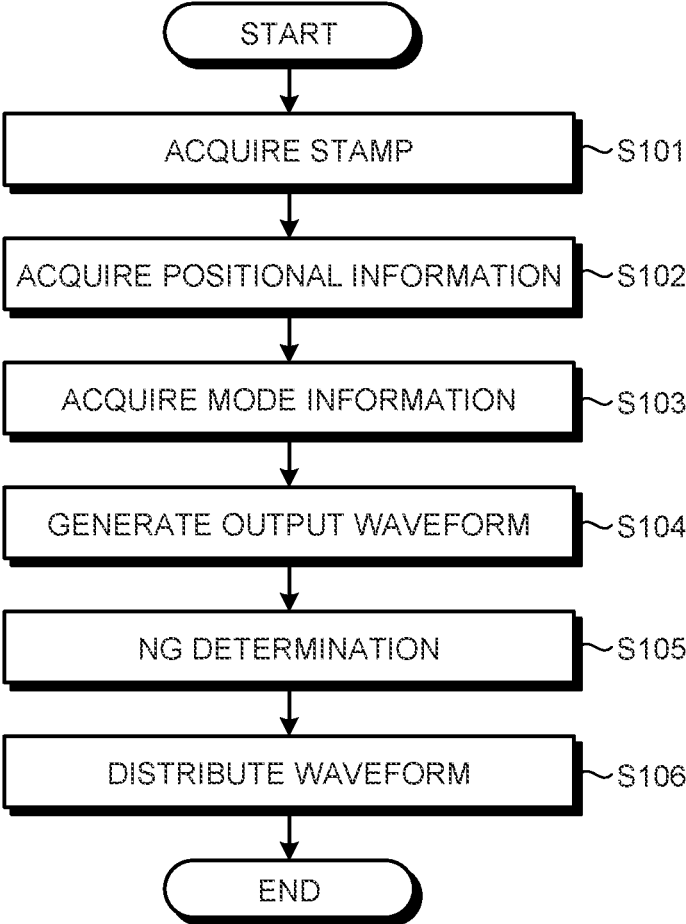 START
ACQUIRE STAMP
S101
ACQUIRE POSITIONAL INFORMATION
S102
ACQUIRE MODE INFORMATION
S103
GENERATE OUTPUT WAVEFORM
S104
NG DETERMINATION
S105
DISTRIBUTE WAVEFORM
S106
END